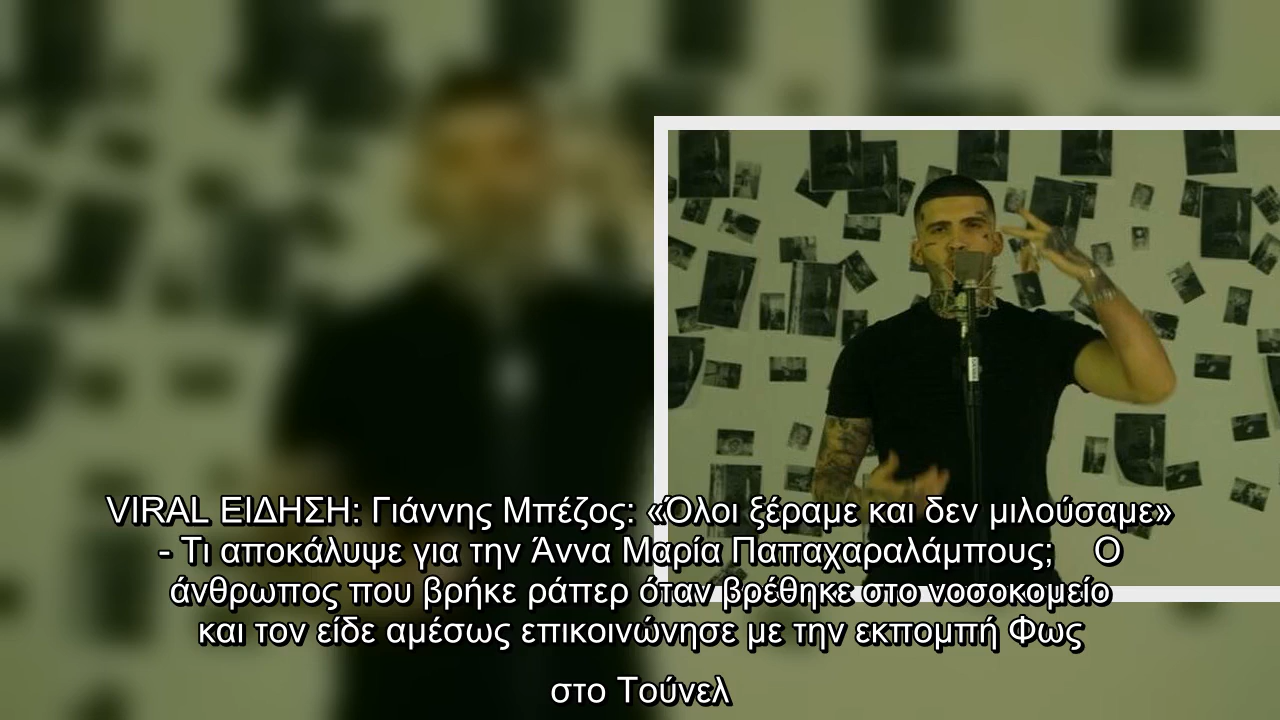 VIRAL ΕΙΔΗΣΗ: Γιάννης Μπέζος: «Όλοι ξέραμε και δεν μιλούσαμε»
- Τι αποκάλυψε για την Άννα Μαρία Παπαχαραλάμπους; Ο
άνθρωπος που βρήκε ράπερ όταν βρέθηκε στο νοσοκομείο
και τον είδε αμέσως επικοινώνησε με την εκπομπή Φως
στο Τούνελ